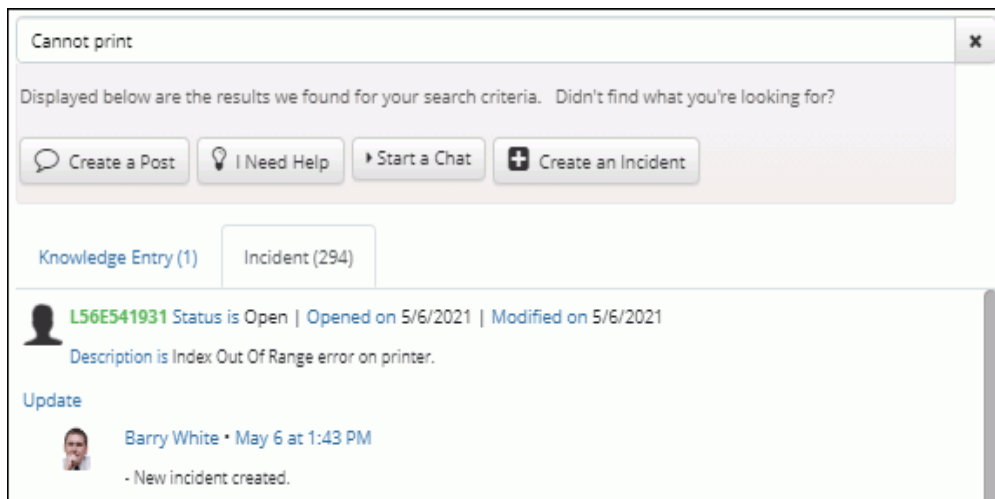 Cannot print
Displayed below are the results we found for your search criteria. Didn't find what you're looking for?
Create a Post I Need Help Start a Chat Create an Incident
Knowledge Entry (1) Incident (294)
L56E541931 Status is Open | Opened on 5/6/2021 | Modified on 5/6/2021
Description is Index Out Of Range error on printer.
Update
Barry White • May 6 at 1:43 PM
- New incident created.